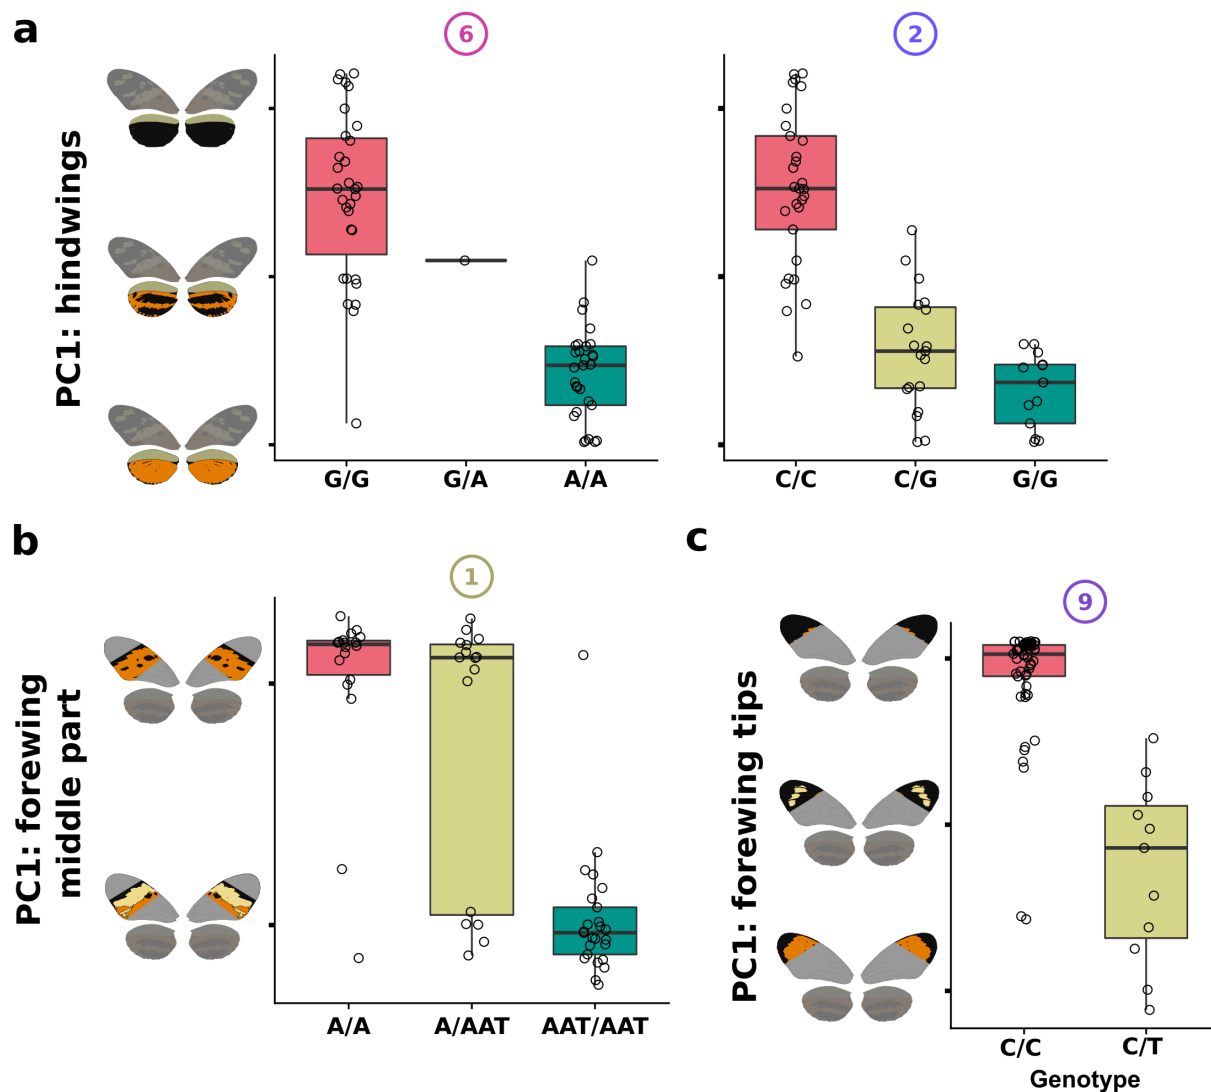 a
6
2
PC1: hindwings
G/G
G/A
A/A
C/C
C/G
G/G
b
1
PC1: forewing
middle part
A/A
A/AAT
AAT/AAT
c
9
PC1: forewing tips
C/C
C/T
Genotype